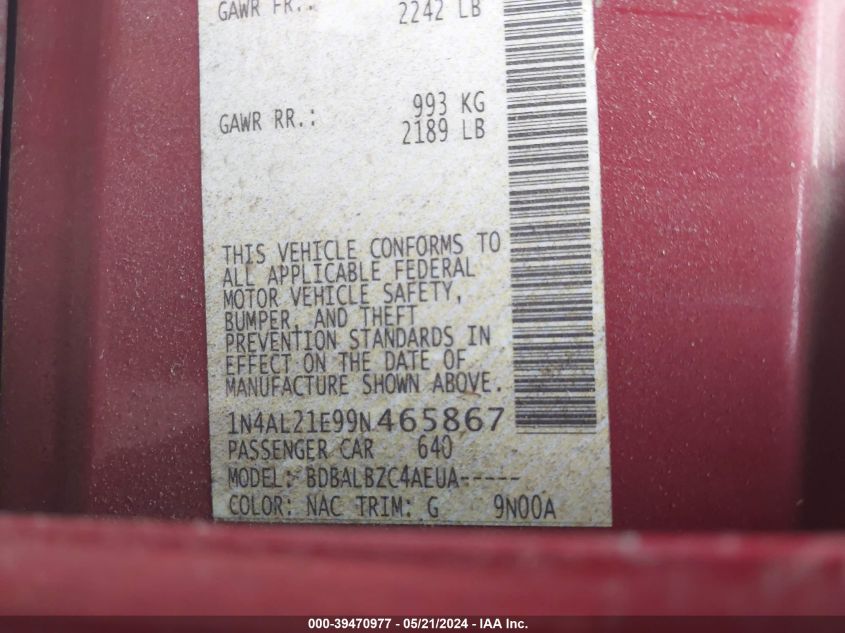 GAWR FR.: 2242 LB
GAWR RR.: 993 KG
2189 LB
THIS VEHICLE CONFORMS TO
ALL APPLICABLE FEDERAL
MOTOR VEHICLE SAFETY,
BUMPER, AND THEFT
PREVENTION STANDARDS IN
EFFECT ON THE DATE OF
MANUFACTURE SHOWN ABOVE.
1N4AL21E99N465867
PASSENGER CAR 640
MODEL: BDBALBZC4AEUA-----
COLOR: NAC TRIM: G 9N00A
000-39470977 - 05/21/2024 - IAA Inc.